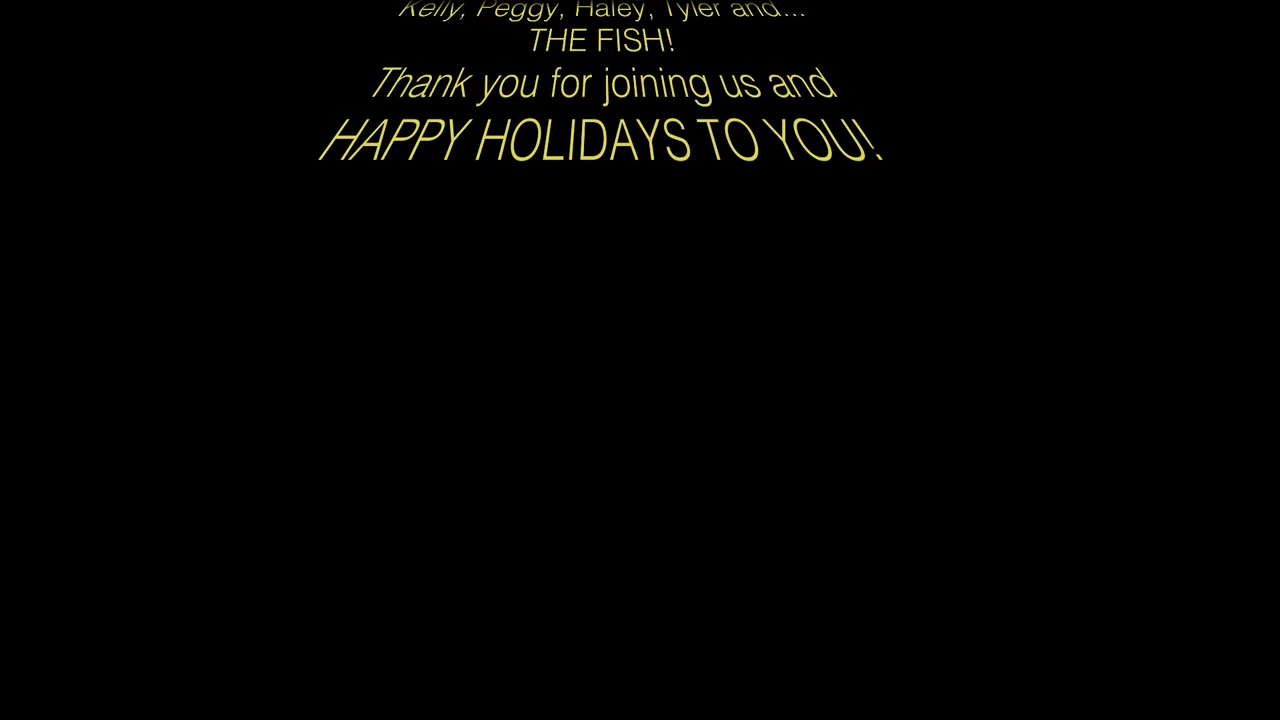 Kelly, Peggy, Haley, Tyler and...
THE FISH!
Thank you for joining us and
HAPPY HOLIDAYS TO YOU!